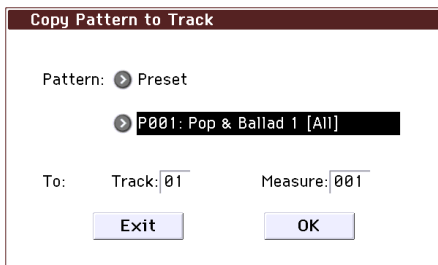 Copy Pattern to Track
Pattern: Preset
P001: Pop & Ballad 1 [All]
To: Track: 01 Measure: 001
Exit OK